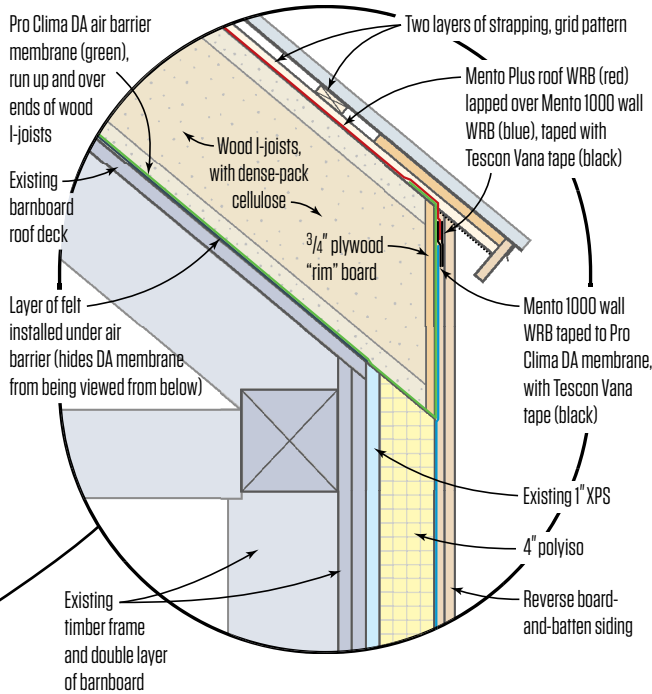 Pro Clima DA air barrier
membrane (green),
run up and over
ends of wood
I-joists
Existing
barnboard
roof deck
Layer of felt
installed under air
barrier (hides DA membrane
from being viewed from below)
Existing
timber frame
and double layer
of barnboard
Wood I-joists,
with dense-pack
cellulose
3/4" plywood
"rim" board
Two layers of strapping, grid pattern
Mento Plus roof WRB (red)
lapped over Mento 1000 wall
WRB (blue), taped with
Tescon Vana tape (black)
Mento 1000 wall
WRB taped to Pro
Clima DA membrane,
with Tescon Vana
tape (black)
Existing 1" XPS
4" polyiso
Reverse board-
and-batten siding